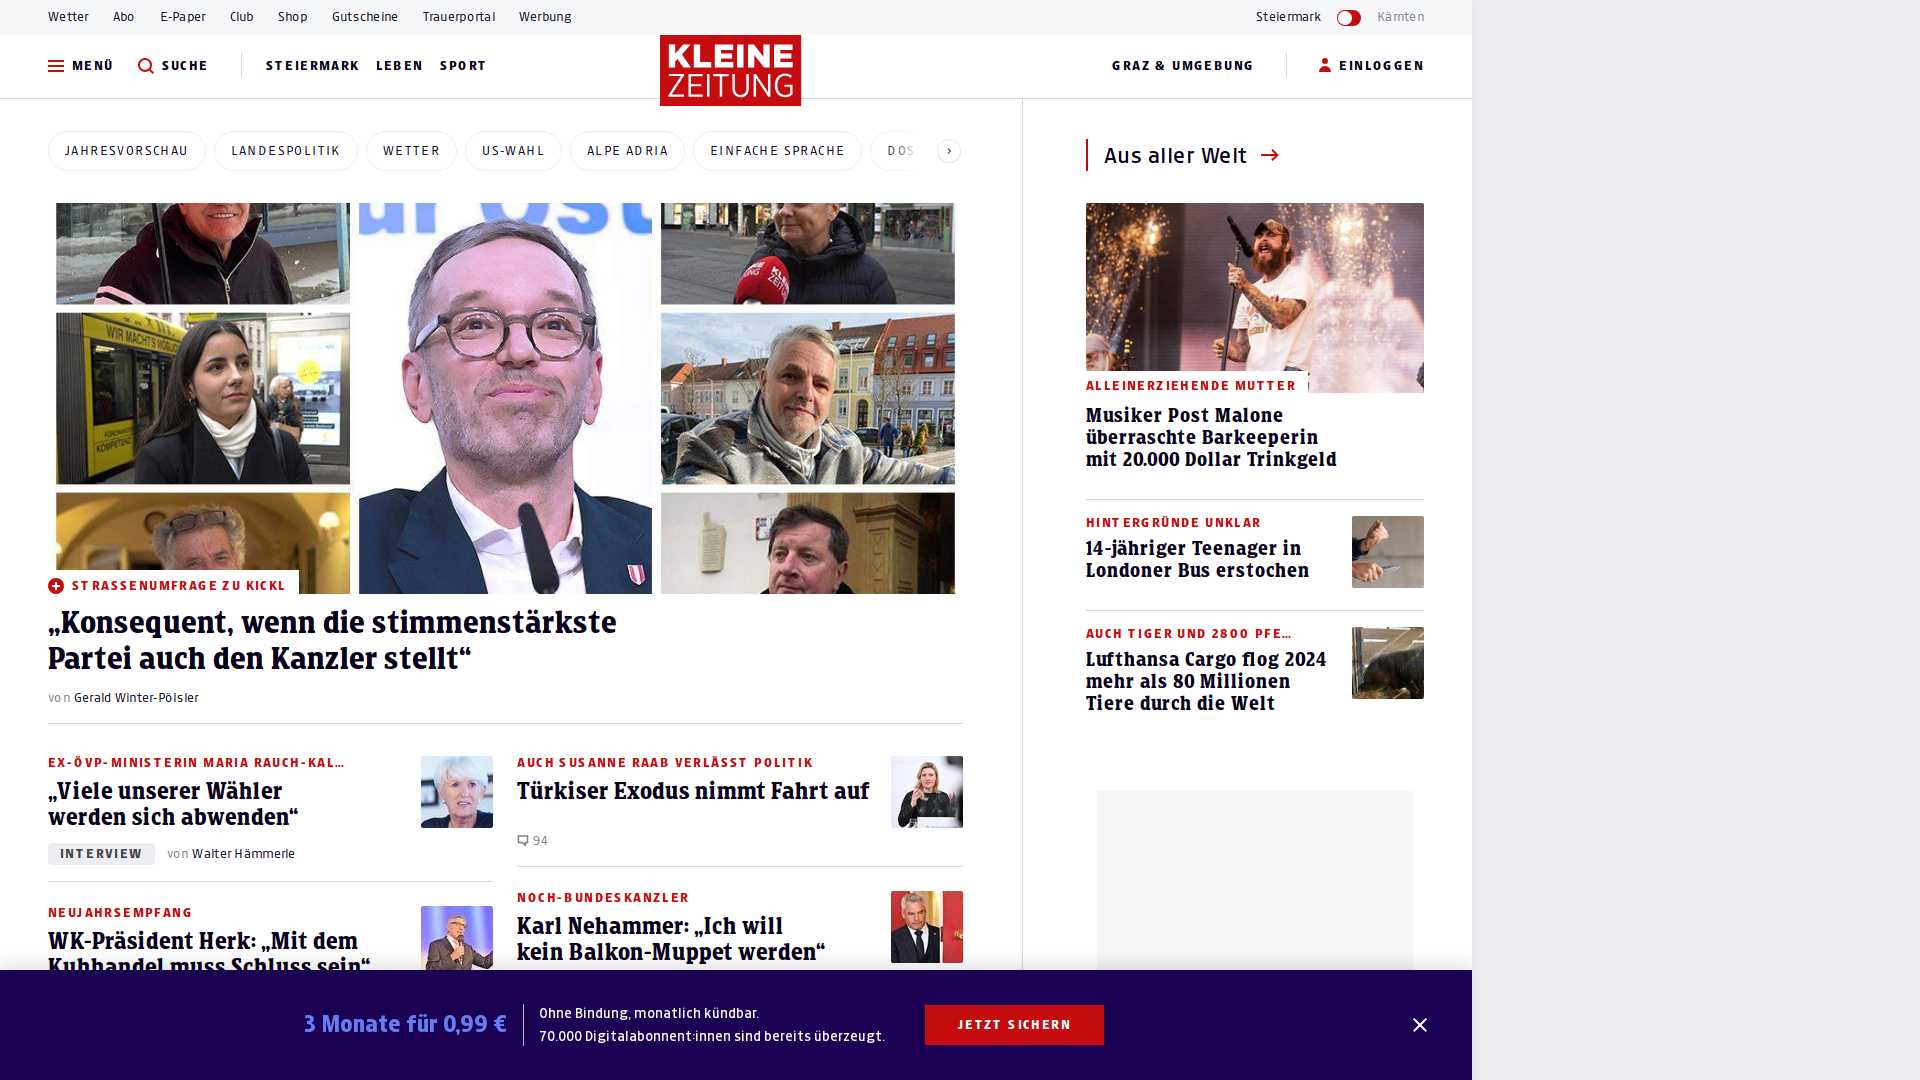 Wetter
Abo
E-Paper
Club
Shop
Gutscheine
Trauerportal
Werbung
Steiermark
Kärnten
MENÜ
SUCHE
STEIERMARK
LEBEN
SPORT
KLEINE
ZEITUNG
GRAZ & UMGEBUNG
EINLOGGEN
JAHRESVORSCHAU
LANDESPOLITIK
WETTER
US-WAHL
ALPE ADRIA
EINFACHE SPRACHE
DOS
WIR MACHT'S MÖGLICH
KOMPETENZ
KLEINE
ZEITUNG
STRASSENUMFRAGE ZU KICKL
„Konsequent, wenn die stimmenstärkste
Partei auch den Kanzler stellt“
von Gerald Winter-Pölsler
EX-ÖVP-MINISTERIN MARIA RAUCH-KAL…
„Viele unserer Wähler
werden sich abwenden“
INTERVIEW
von Walter Hämmerle
NEUJAHRSEMPFANG
WK-Präsident Herk: „Mit dem
Kuhhandel muss Schluss sein“
AUCH SUSANNE RAAB VERLÄSST POLITIK
Türkiser Exodus nimmt Fahrt auf
94
NOCH-BUNDESKANZLER
Karl Nehammer: „Ich will
kein Balkon-Muppet werden“
Aus aller Welt
ALLEINERZIEHENDE MUTTER
Musiker Post Malone
überraschte Barkeeperin
mit 20.000 Dollar Trinkgeld
HINTERGRÜNDE UNKLAR
14-jähriger Teenager in
Londoner Bus erstochen
AUCH TIGER UND 2800 PFE…
Lufthansa Cargo flog 2024
mehr als 80 Millionen
Tiere durch die Welt
3 Monate für 0,99 €
Ohne Bindung, monatlich kündbar.
70.000 Digitalabonnent:innen sind bereits überzeugt.
JETZT SICHERN